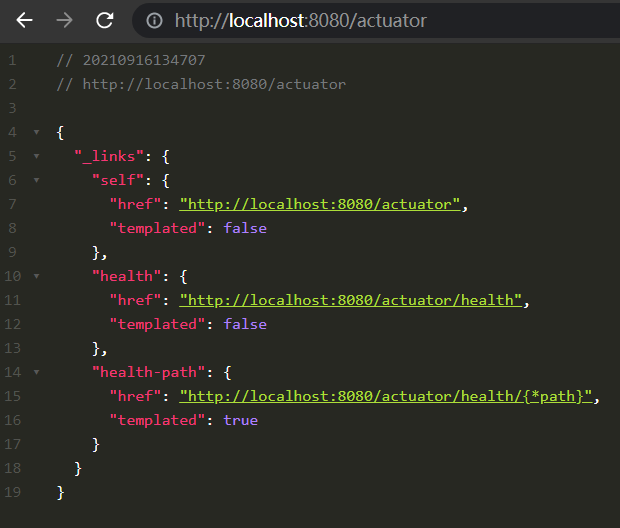 http://localhost:8080/actuator
1 // 20210916134707
2 // http://localhost:8080/actuator
3
4 {
5 "_links": {
6 "self": {
7 "href": "http://localhost:8080/actuator",
8 "templated": false
9 },
10 "health": {
11 "href": "http://localhost:8080/actuator/health",
12 "templated": false
13 },
14 "health-path": {
15 "href": "http://localhost:8080/actuator/health/{*path}",
16 "templated": true
17 }
18 }
19 }